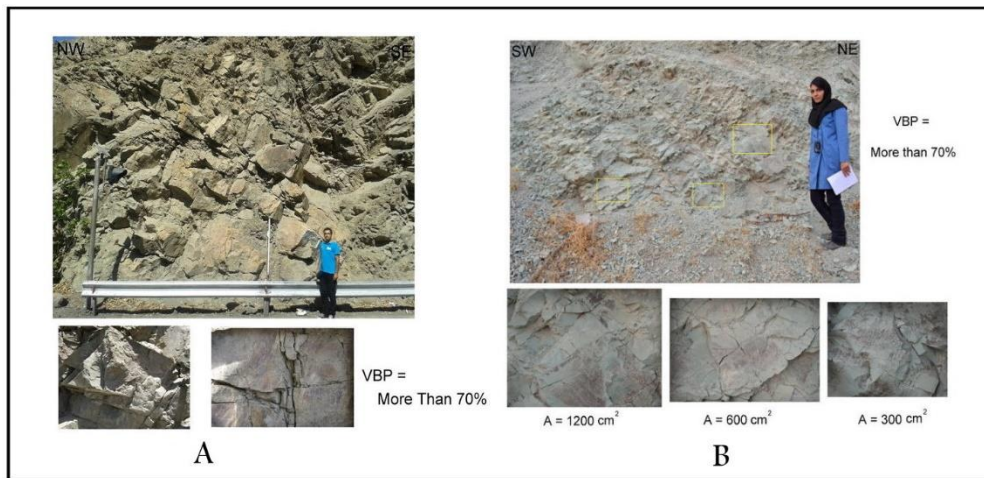 NW
SE
VBP =
More Than 70%
A
SW
NE
VBP =
More than 70%
A = 1200 cm²
A = 600 cm²
A = 300 cm²
B